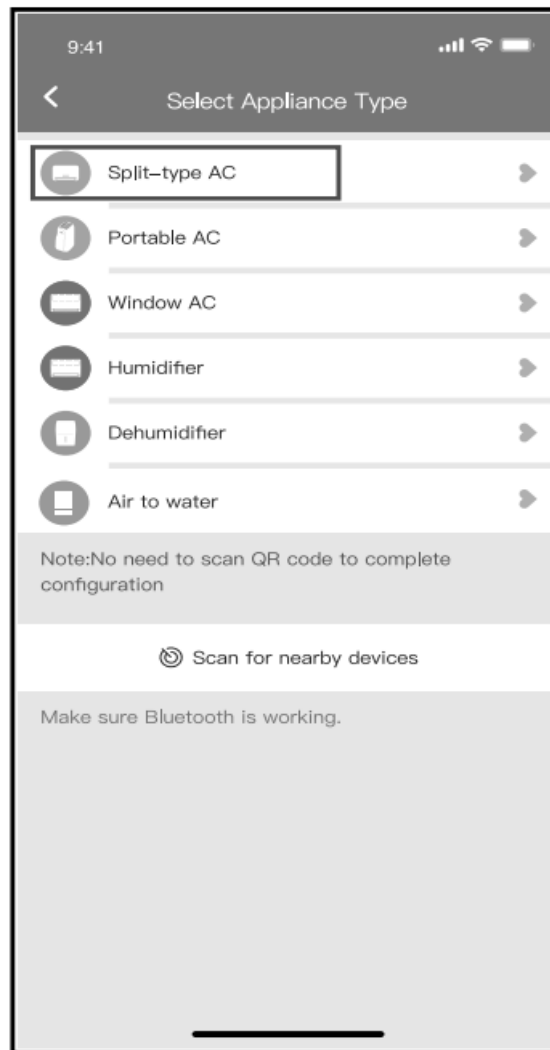 9:41
Select Appliance Type
Split-type AC
Portable AC
Window AC
Humidifier
Dehumidifier
Air to water
Note:No need to scan QR code to complete
configuration
Scan for nearby devices
Make sure Bluetooth is working.